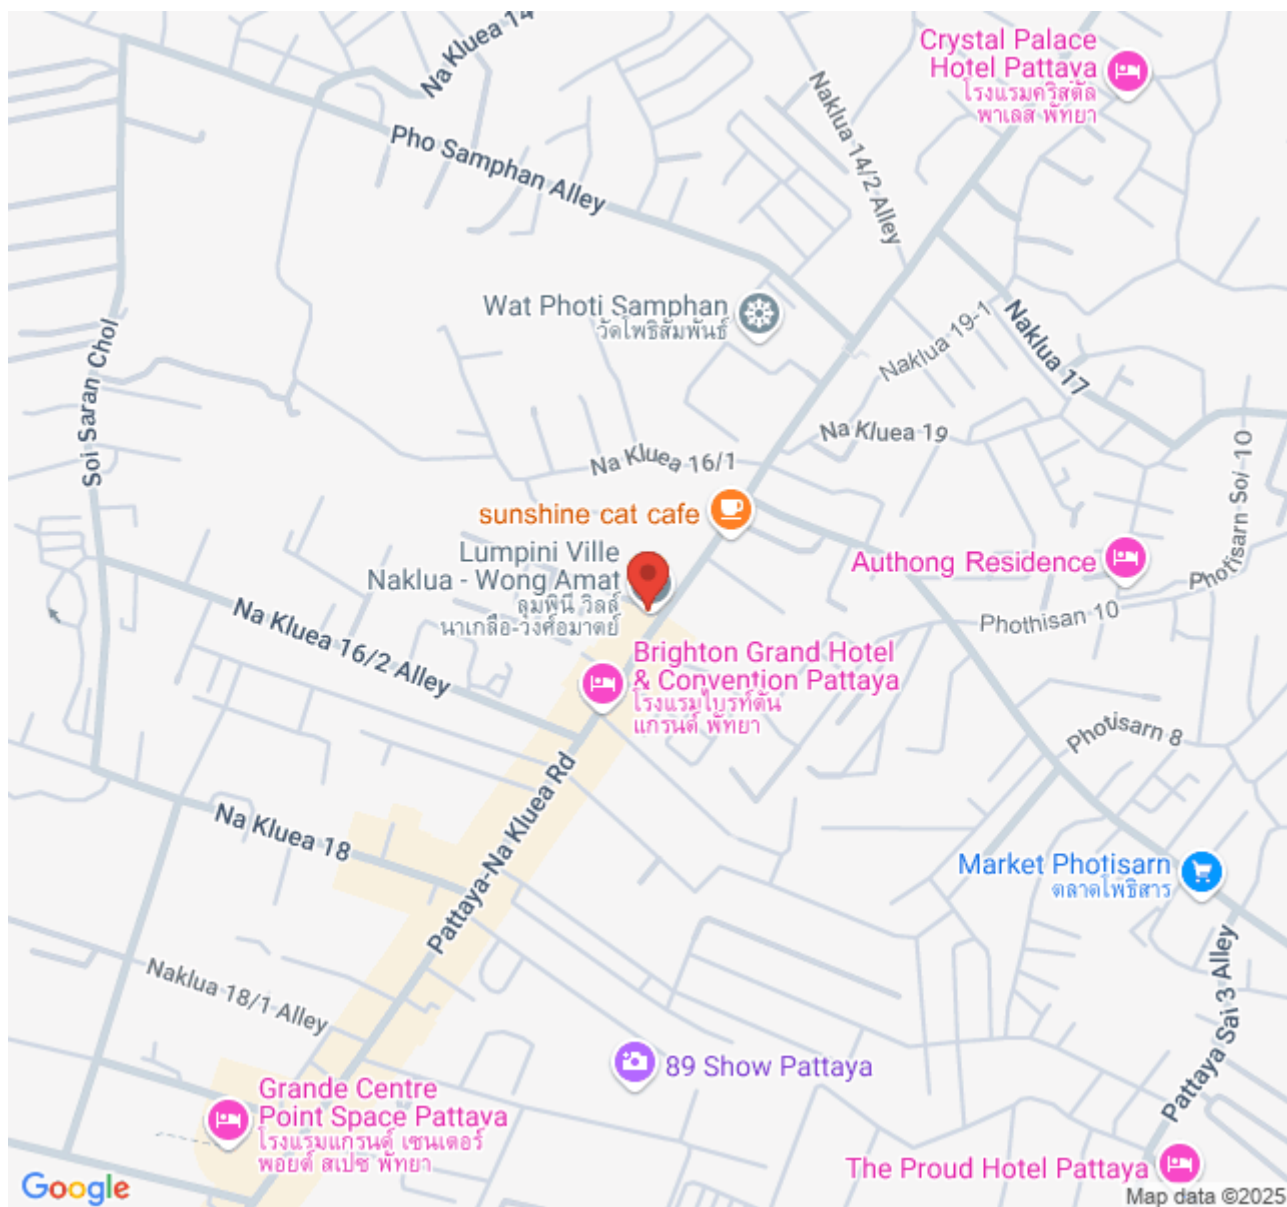 Na Kluea 14
Crystal Palace
Hotel Pattava
โรงแรมคริสตัล
พาเลส พัทยา
Naklua 14/2 Alley
Pho Samphan Alley
Wat Photi Samphan
วัดโพธิสัมพันธ์
Naklua 19-1
Naklua 17
Soi Saran Chol
Na Kluea 19
Na Kluea 16/1
Photisarn Soi 10
sunshine cat cafe
Lumpini Ville
Naklua - Wong Amat
ลุมพินี วิลล์
นาเกลือ-วงศ์อมาตย์
Authong Residence
Phothisan 10
Na Kluea 16/2 Alley
Brighton Grand Hotel
& Convention Pattaya
โรงแรมไบรท์ตัน
แกรนด์ พัทยา
Photisarn 8
Pattaya-Na Kluea Rd
Na Kluea 18
Market Photisarn
ตลาดโพธิสาร
Naklua 18/1 Alley
Pattaya Sai 3 Alley
89 Show Pattaya
Grande Centre
Point Space Pattava
โรงแรมแกรนด์ เซนเตอร์
พอยต์ สเปซ พัทยา
The Proud Hotel Pattaya
Google
Map data ©2025